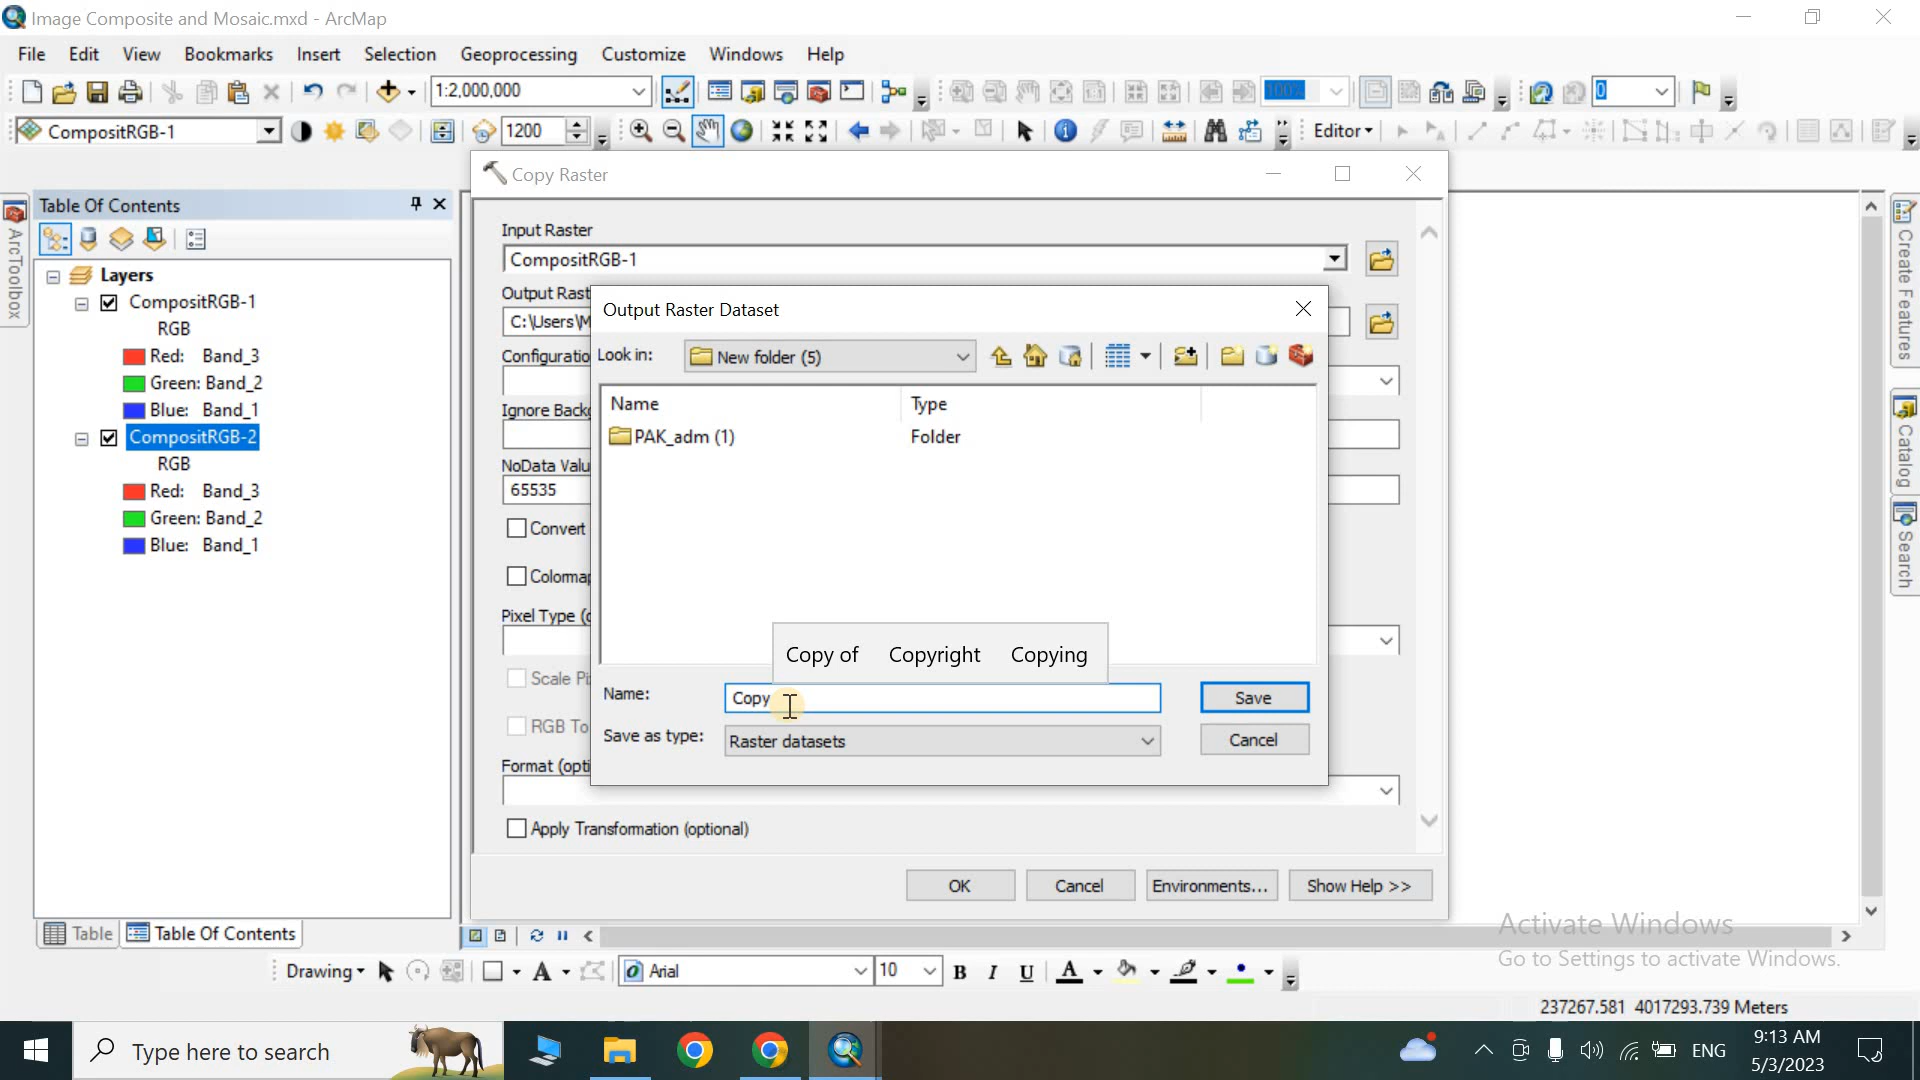 Image Composite and Mosaic.mxd - ArcMap
File Edit View Bookmarks Insert Selection Geoprocessing Customize Windows Help
1:2,000,000 100% 0
CompositRGB-1 1200 Editor
Copy Raster
Table Of Contents
ArcToolbox
Layers
CompositRGB-1
RGB
Red: Band_3
Green: Band_2
Blue: Band_1
CompositRGB-2
RGB
Red: Band_3
Green: Band_2
Blue: Band_1
Input Raster
CompositRGB-1
Output Rast
C:\Users\M
Configuratio
Ignore Backg
NoData Valu
65535
Convert
Colormap
Pixel Type (o
Scale Pi
RGB To
Format (opti
Apply Transformation (optional)
OK Cancel Environments... Show Help >>
Output Raster Dataset
Look in: New folder (5)
Name Type
PAK_adm (1) Folder
Copy of Copyright Copying
Name: Copy Save
Save as type: Raster datasets Cancel
Create Features
Catalog
Search
Table Table Of Contents
Activate Windows
Go to Settings to activate Windows.
Drawing A Arial 10 B I U A
237267.581 4017293.739 Meters
Type here to search
ENG
9:13 AM
5/3/2023